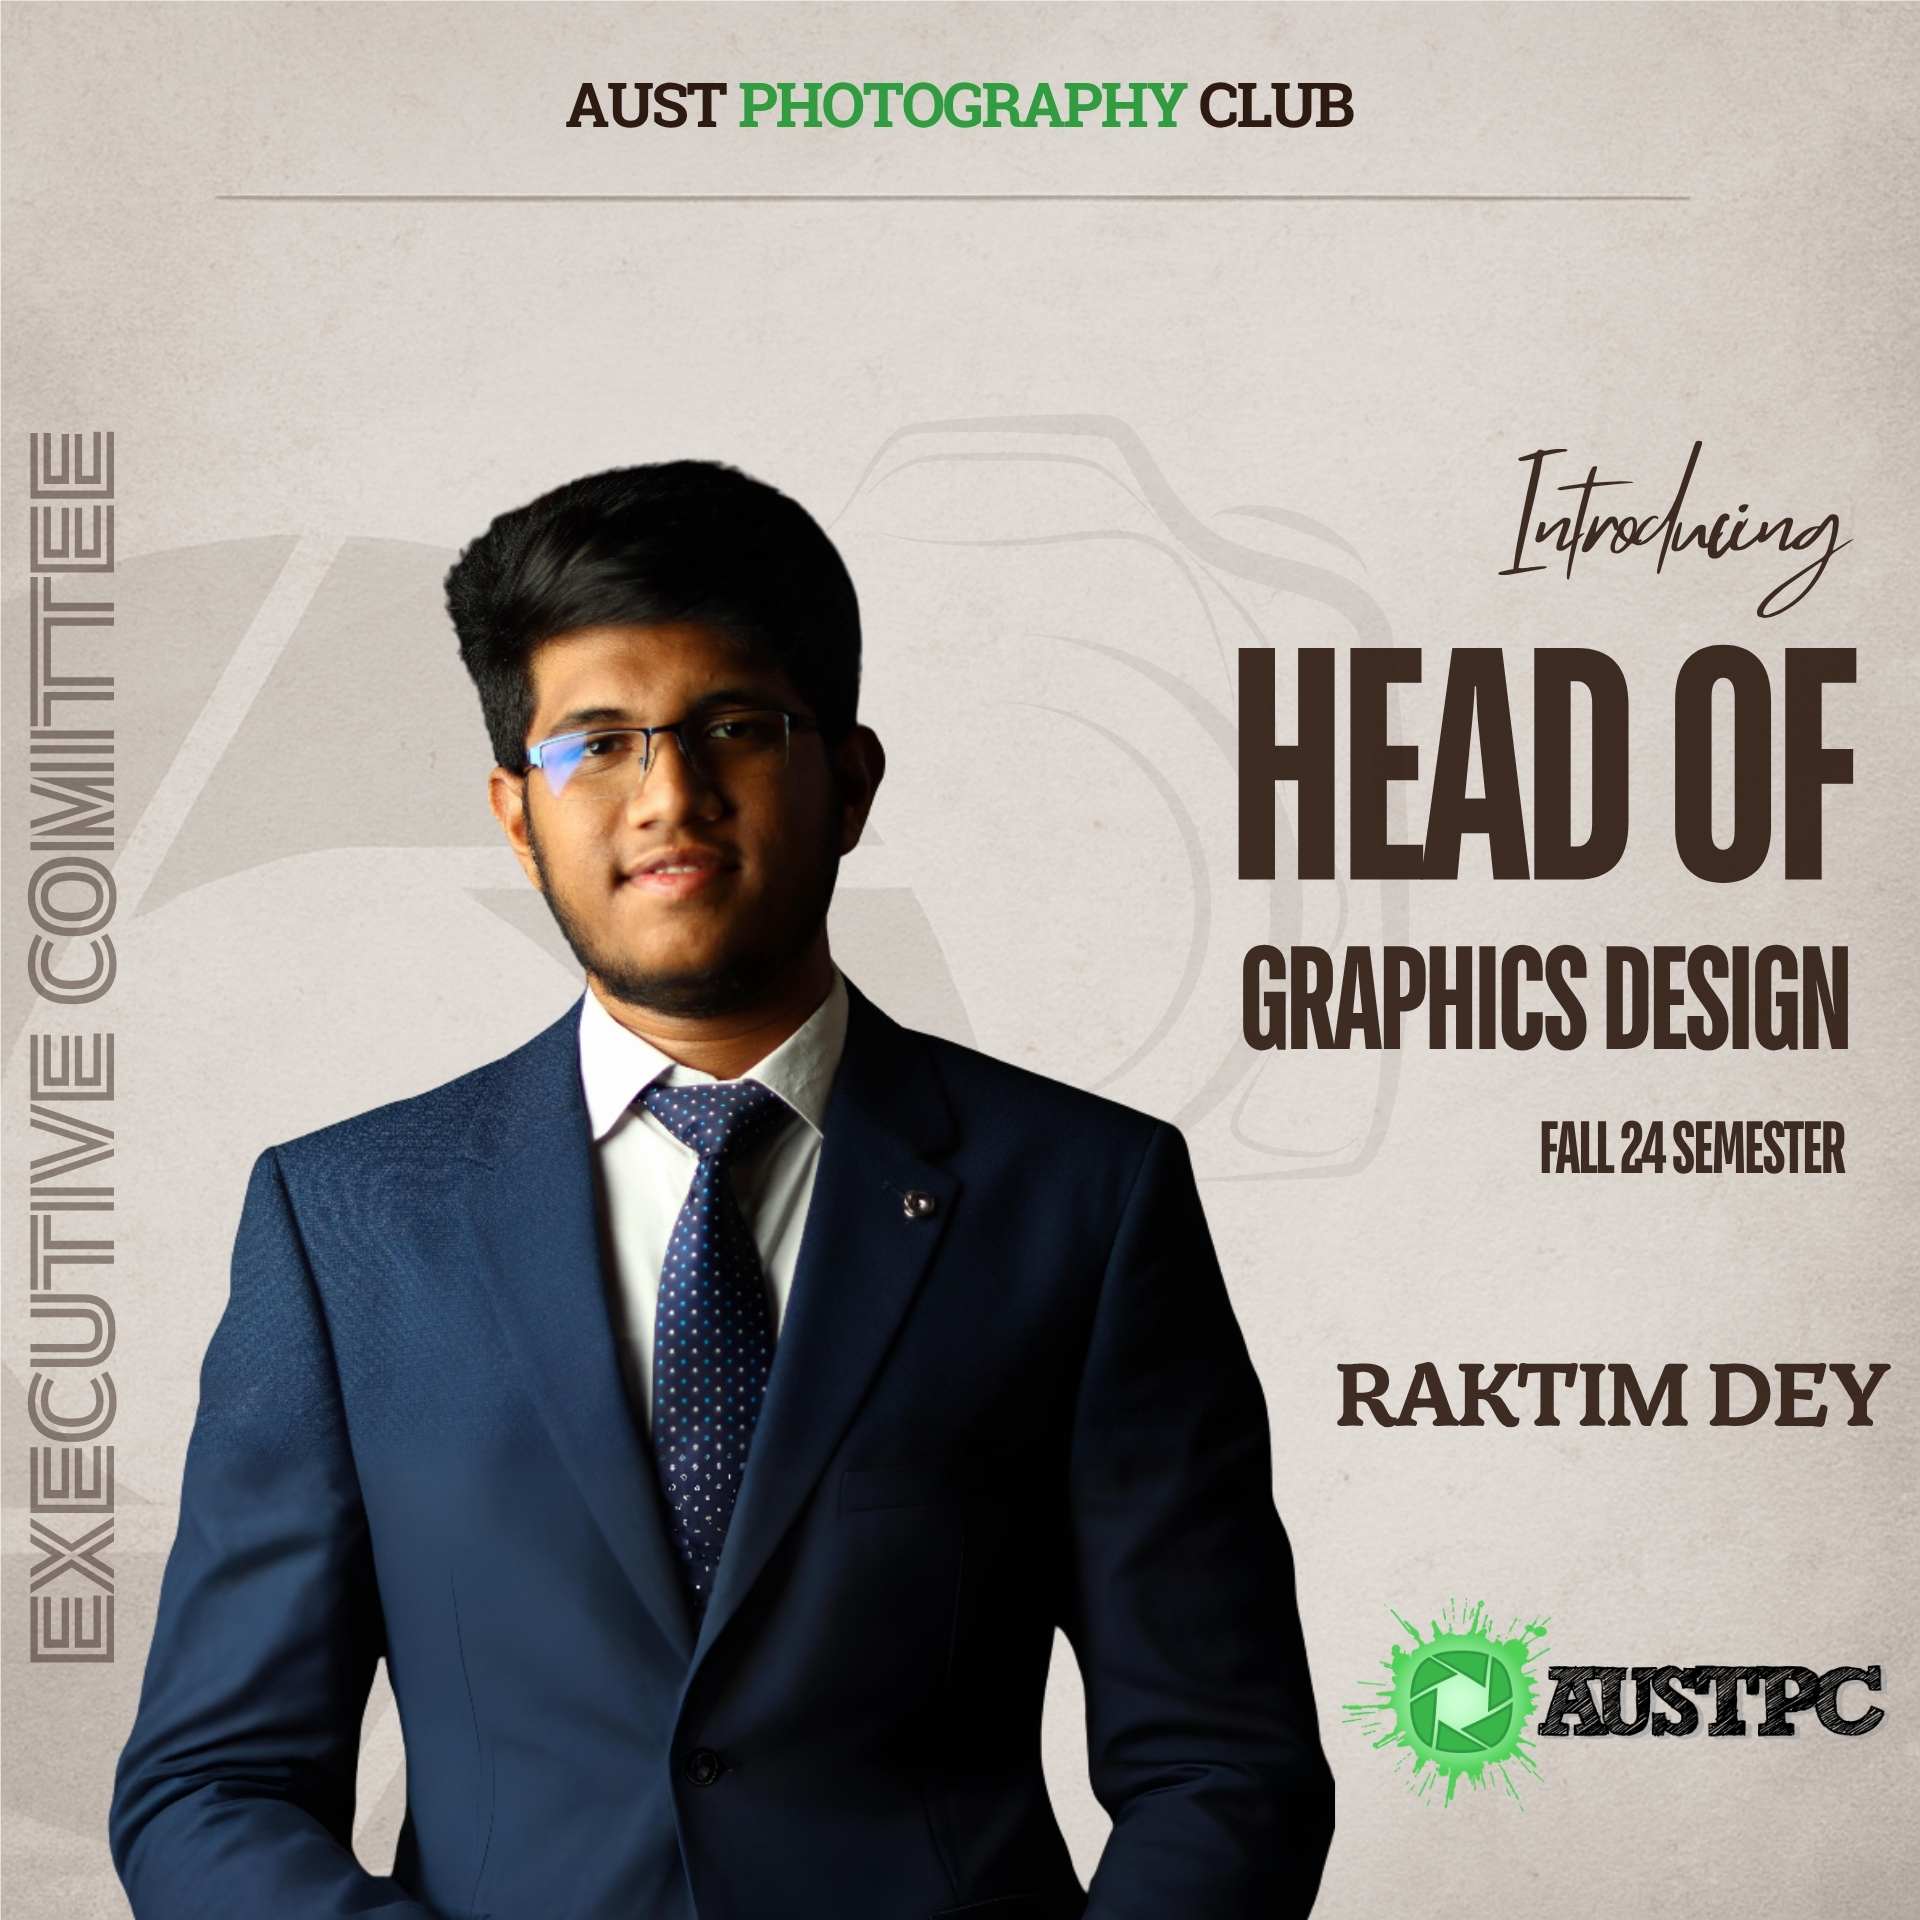 AUST PHOTOGRAPHY CLUB
EXECUTIVE COMMITTEE
Introducing
HEAD OF
GRAPHICS DESIGN
FALL 24 SEMESTER
RAKTIM DEY
AUSTPC